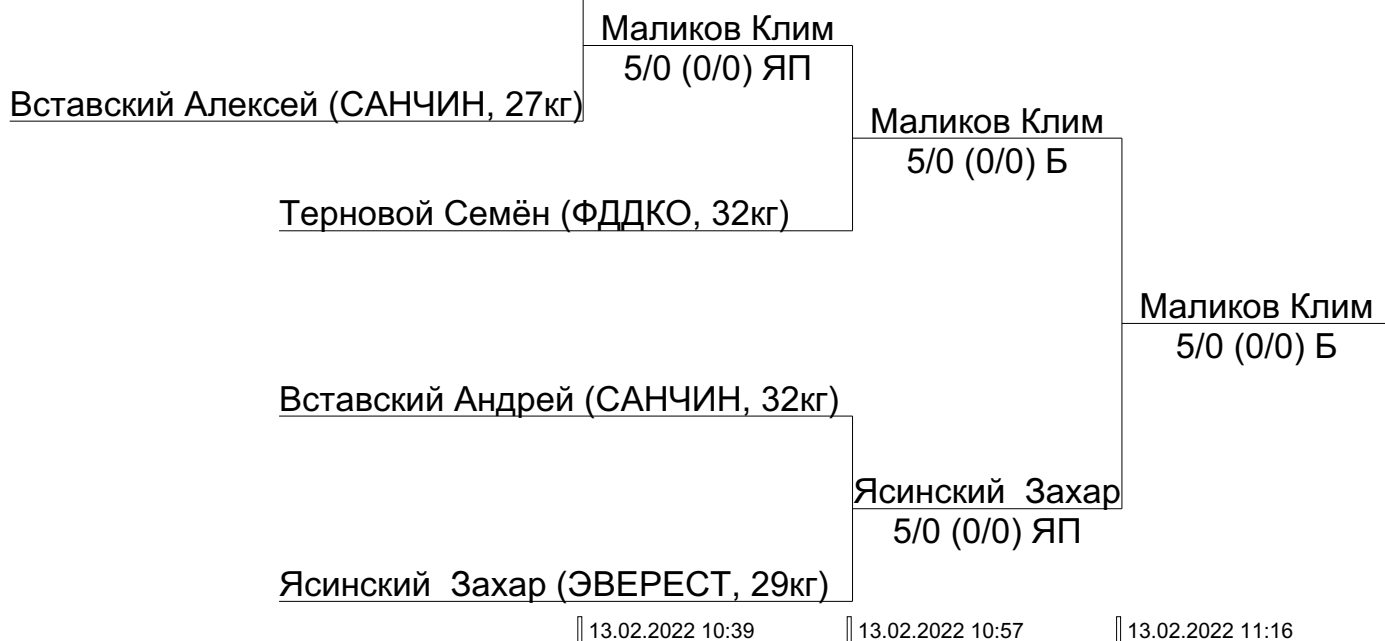 Маликов Клим
5/0 (0/0) ЯП
Вставский Алексей (САНЧИН, 27кг)
Маликов Клим
5/0 (0/0) Б
Терновой Семён (ФДДКО, 32кг)
Маликов Клим
5/0 (0/0) Б
Вставский Андрей (САНЧИН, 32кг)
Ясинский  Захар
5/0 (0/0) ЯП
Ясинский  Захар (ЭВЕРЕСТ, 29кг)
13.02.2022 10:39 13.02.2022 10:57 13.02.2022 11:16